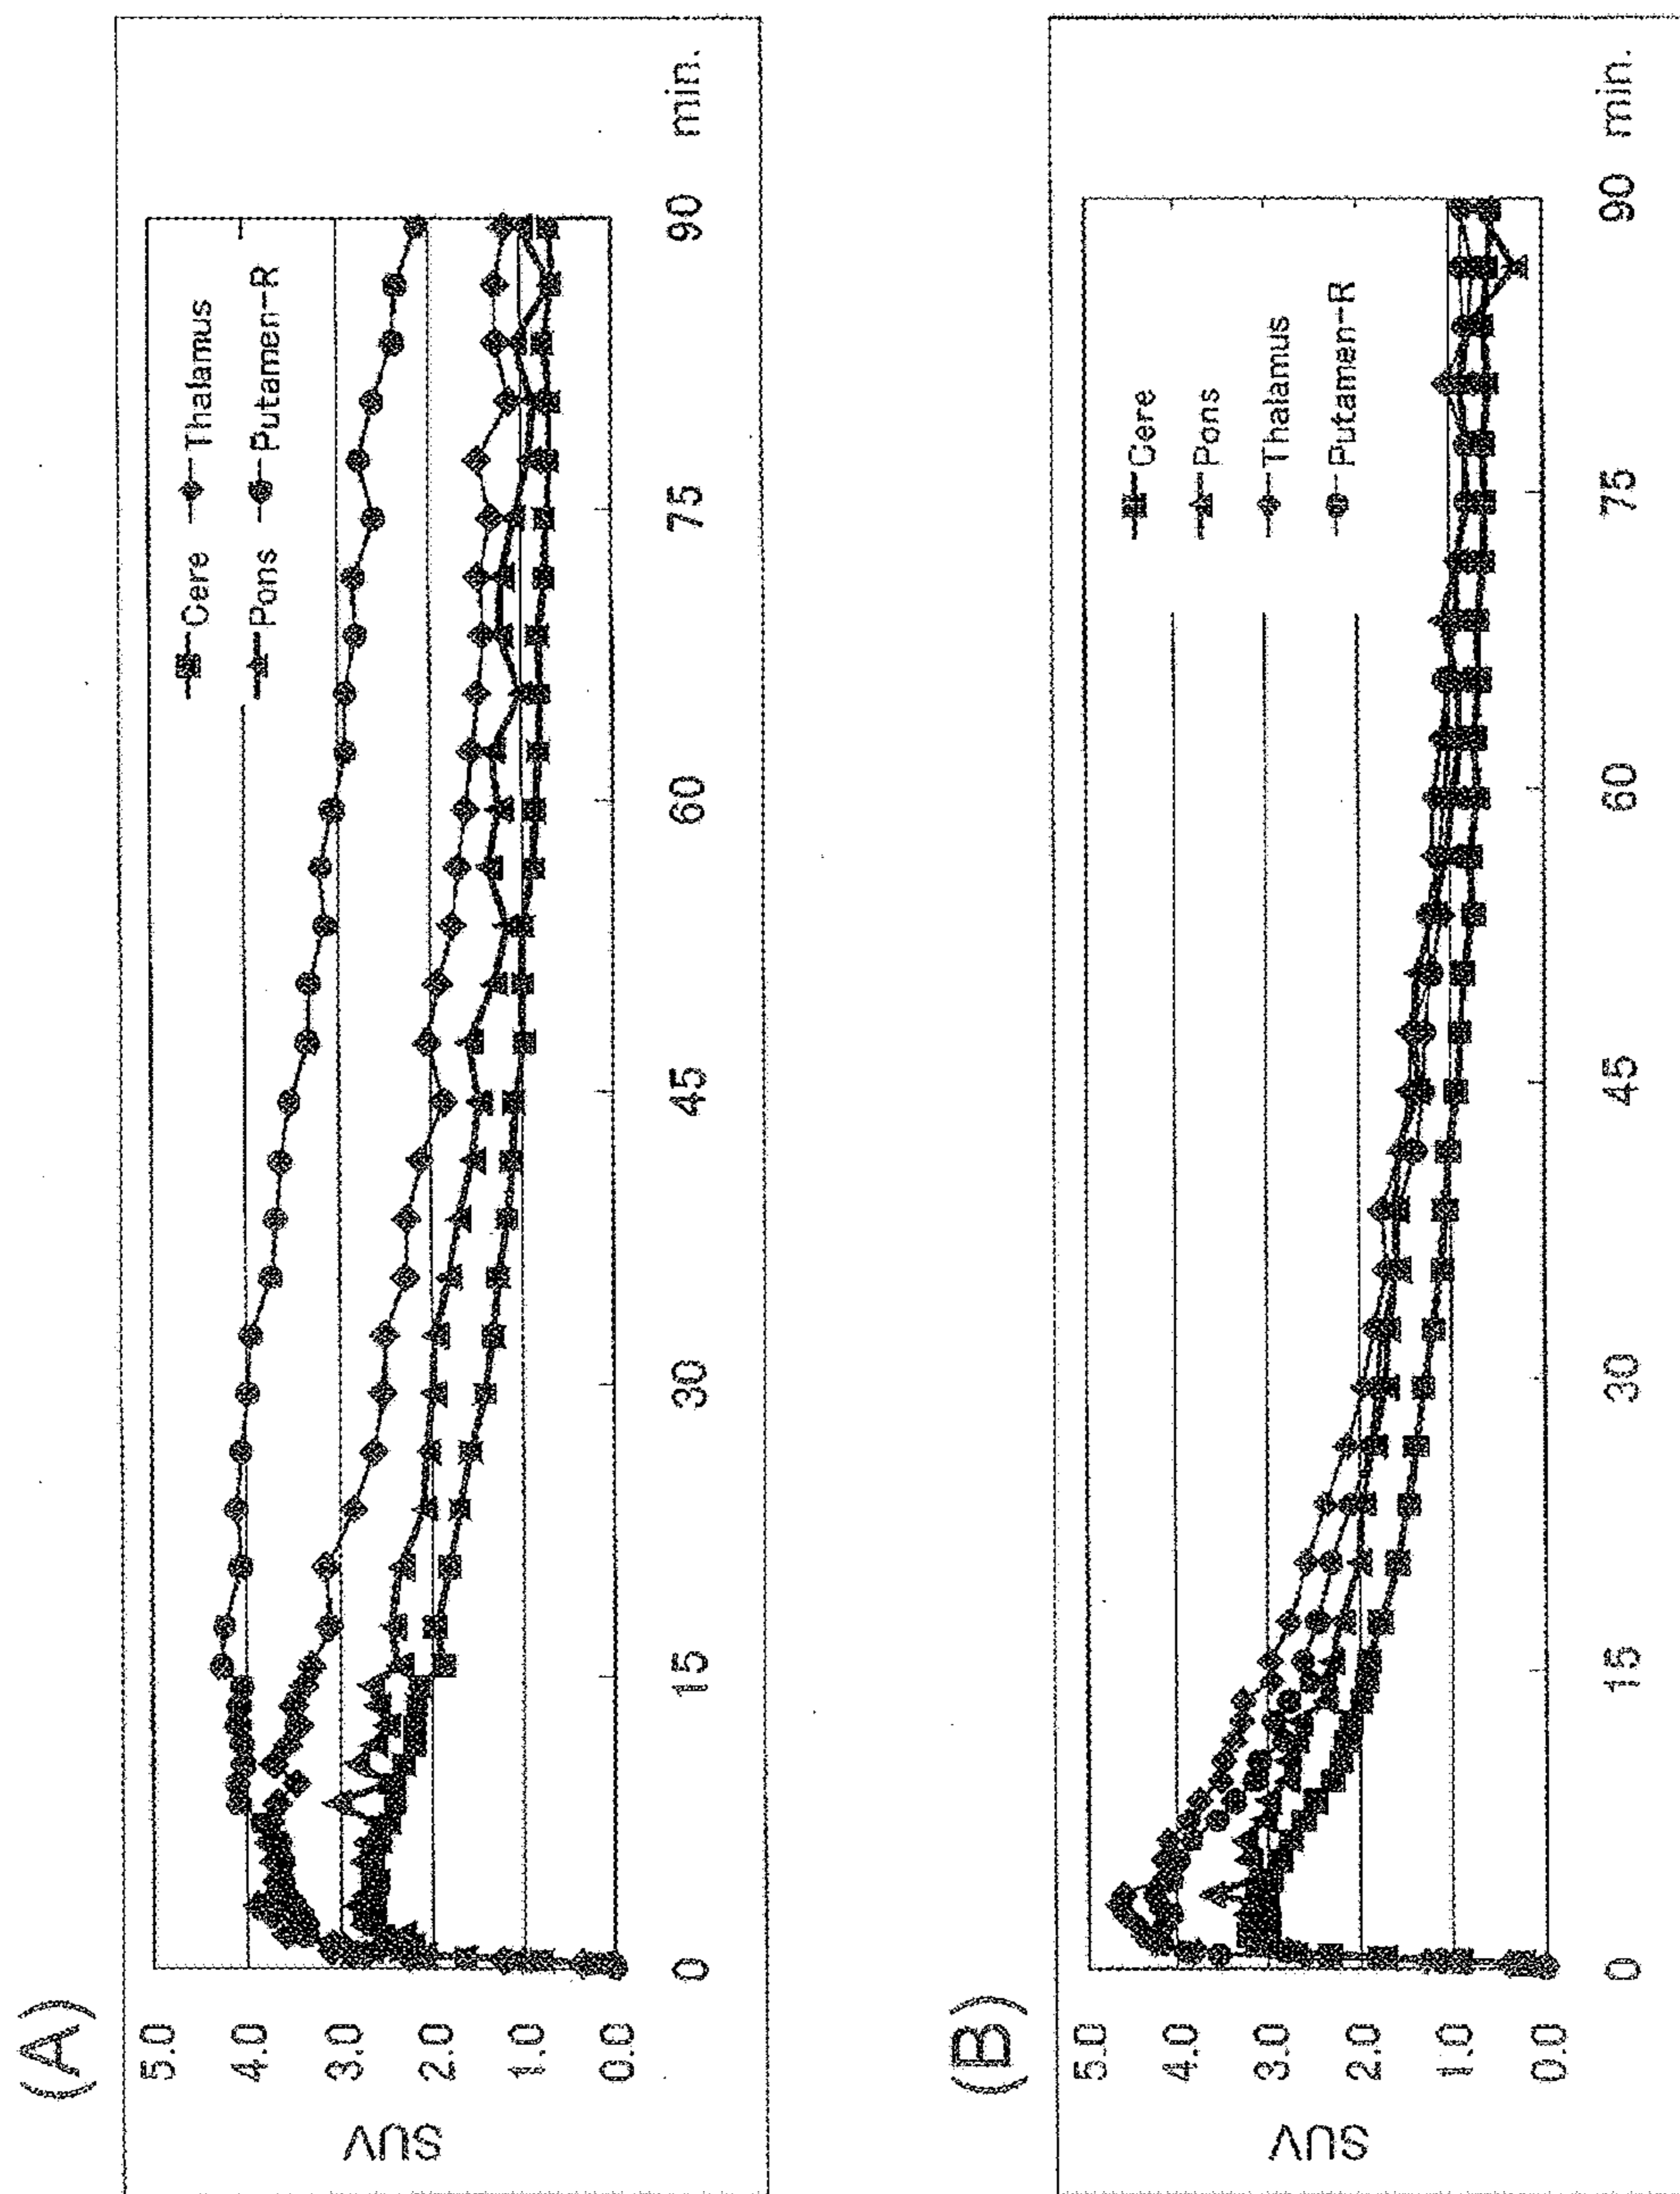 (A)
SUV
5.0
4.0
3.0
2.0
1.0
0.0
Cere Thalamus
Pons Putamen-R
0 15 30 45 60 75 90 min.
(B)
SUV
5.0
4.0
3.0
2.0
1.0
0.0
Cere
Pons
Thalamus
Putamen-R
0 15 30 45 60 75 90 min.